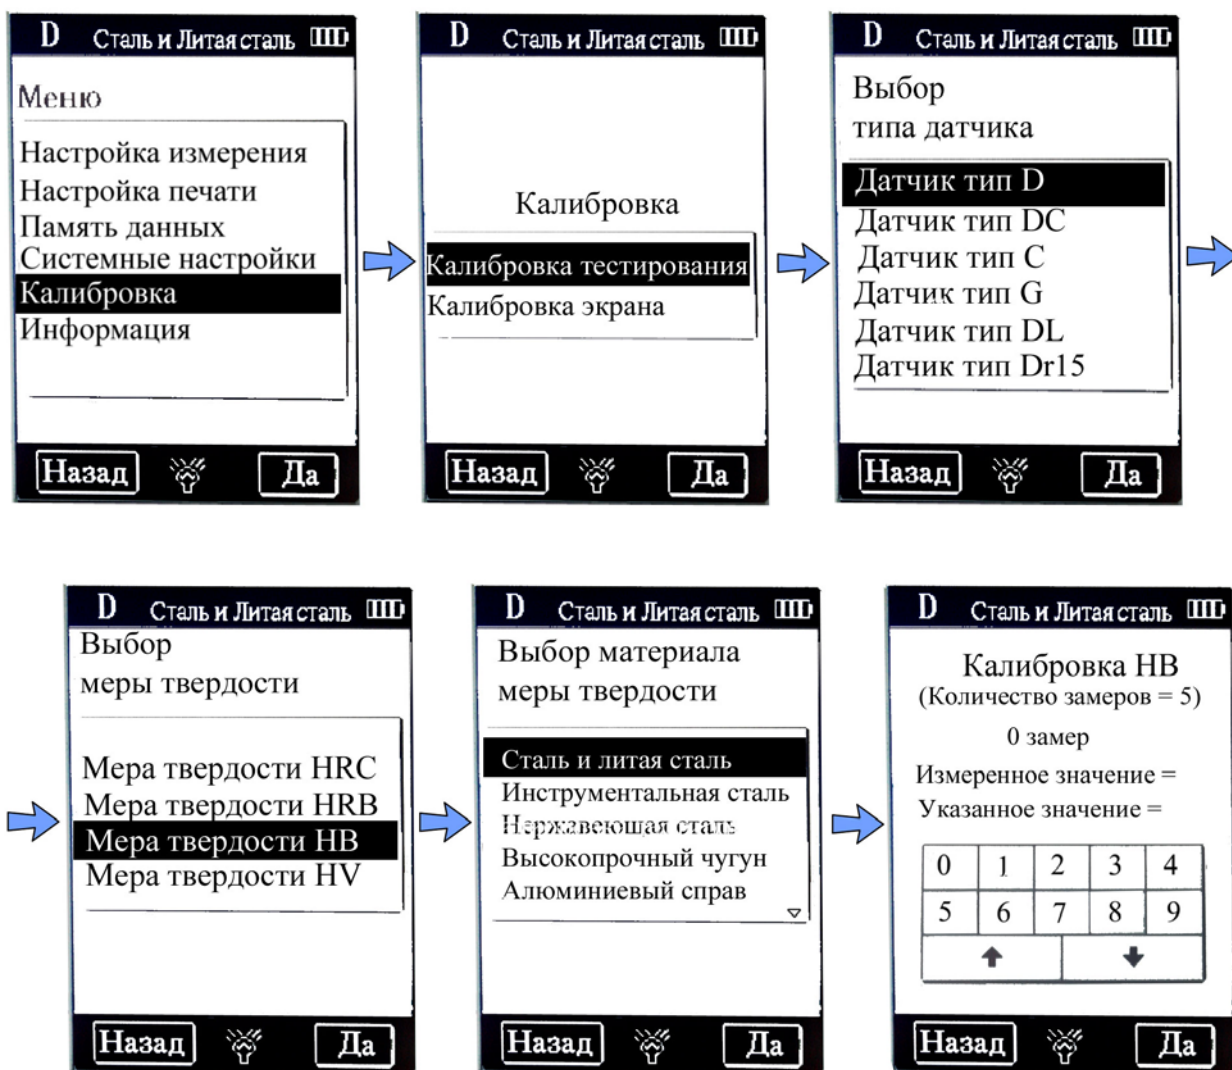 D Сталь и Литая сталь
Меню
Настройка измерения
Настройка печати
Память данных
Системные настройки
Калибровка
Информация
Назад
Да
D Сталь и Литая сталь
Калибровка
Калибровка тестирования
Калибровка экрана
Назад
Да
D Сталь и Литая сталь
Выбор
типа датчика
Датчик тип D
Датчик тип DC
Датчик тип C
Датчик тип G
Датчик тип DL
Датчик тип Dr15
Назад
Да
D Сталь и Литая сталь
Выбор
меры твердости
Мера твердости HRC
Мера твердости HRB
Мера твердости HB
Мера твердости HV
Назад
Да
D Сталь и Литая сталь
Выбор материала
меры твердости
Сталь и литая сталь
Инструментальная сталь
Нержавеющая сталь
Высокопрочный чугун
Алюминиевый справ
Назад
Да
D Сталь и Литая сталь
Калибровка HB
(Количество замеров = 5)
0 замер
Измеренное значение =
Указанное значение =
0 1 2 3 4
5 6 7 8 9
Назад
Да